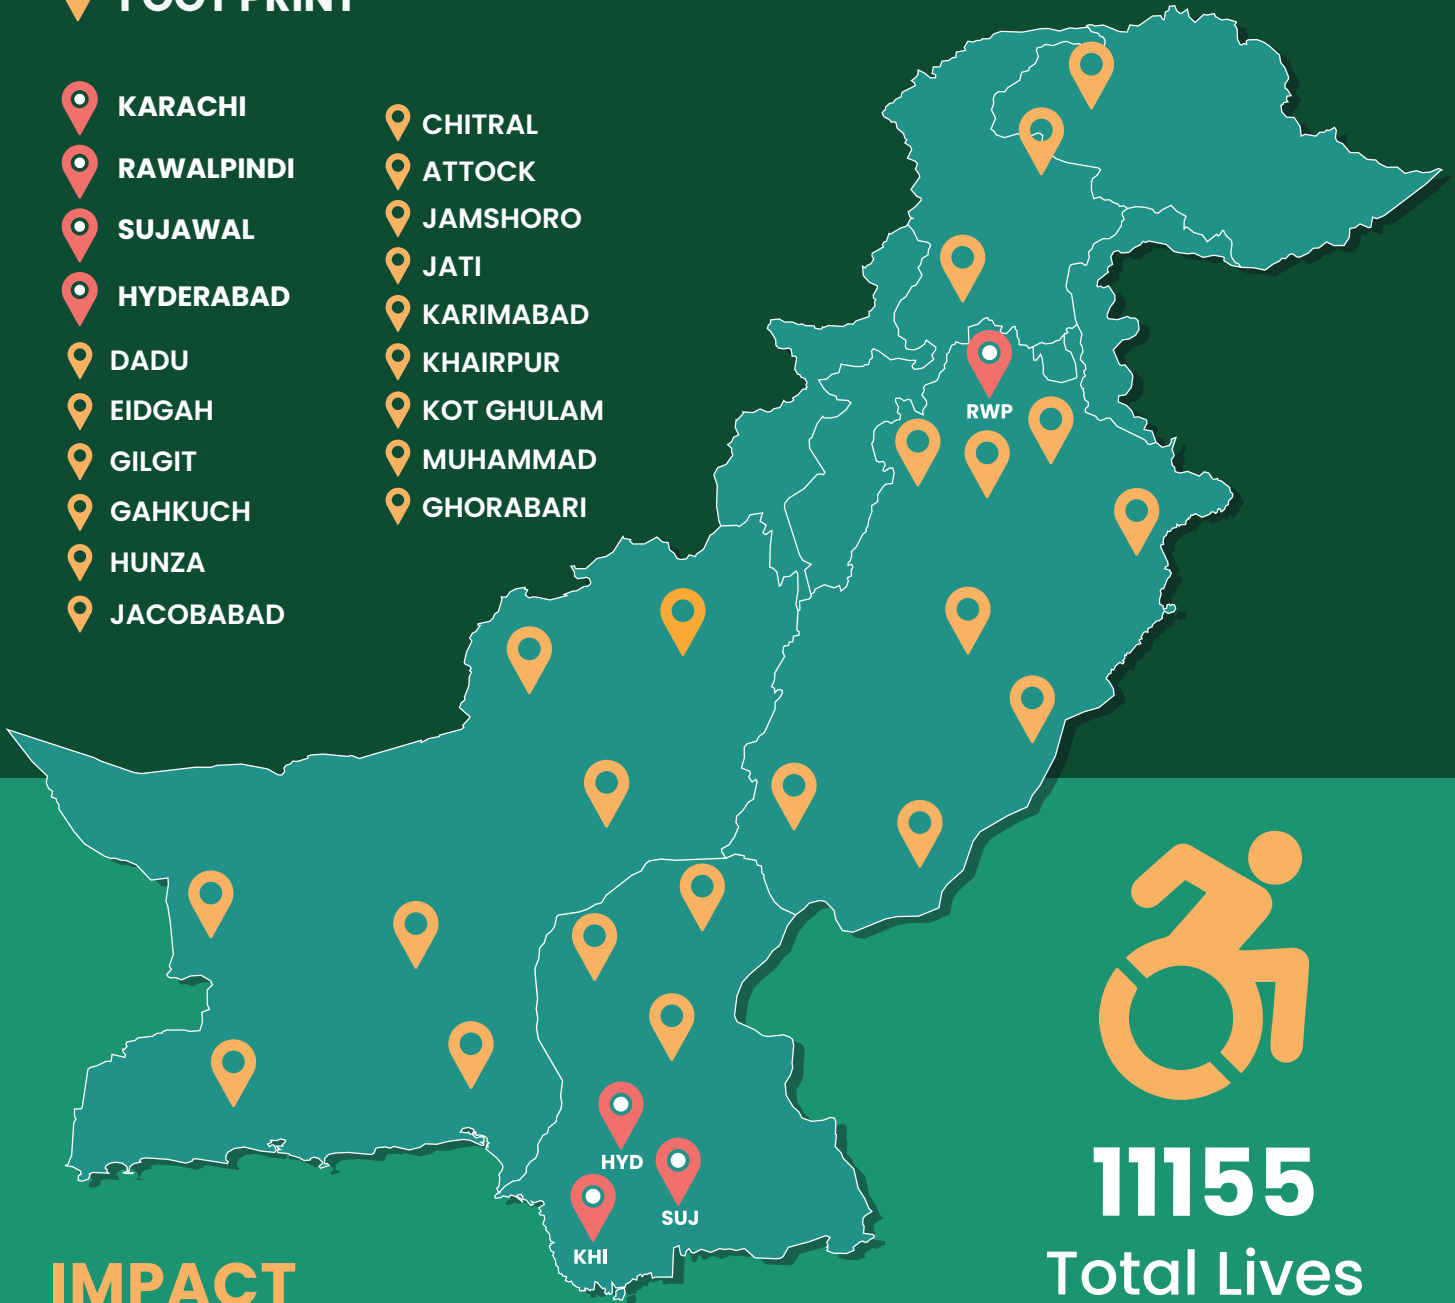 FOOTPRINT
KARACHI
RAWALPINDI
SUJAWAL
HYDERABAD
DADU
EIDGAH
GILGIT
GAHKUCH
HUNZA
JACOBABAD
CHITRAL
ATTOCK
JAMSHORO
JATI
KARIMABAD
KHAIRPUR
KOT GHULAM
MUHAMMAD
GHORABARI
RWP
HYD
SUJ
KHI
11155
Total Lives
IMPACT